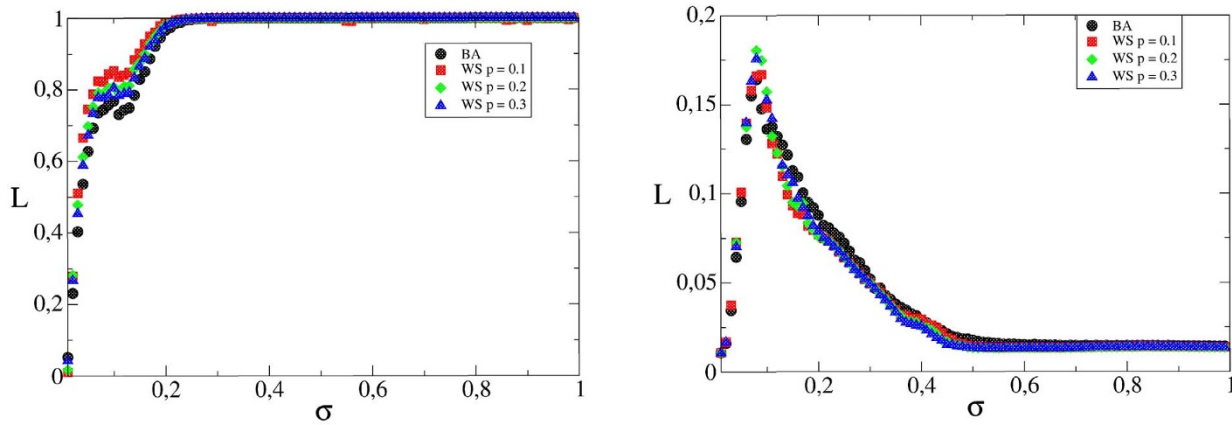 1
0,8
0,6
0,4
0,2
0
L
0,2
0,4
0,6
0,8
1
σ
BA
WS p = 0.1
WS p = 0.2
WS p = 0.3
0,2
0,15
0,1
0,05
0
L
0,2
0,4
0,6
0,8
1
σ
BA
WS p = 0.1
WS p = 0.2
WS p = 0.3